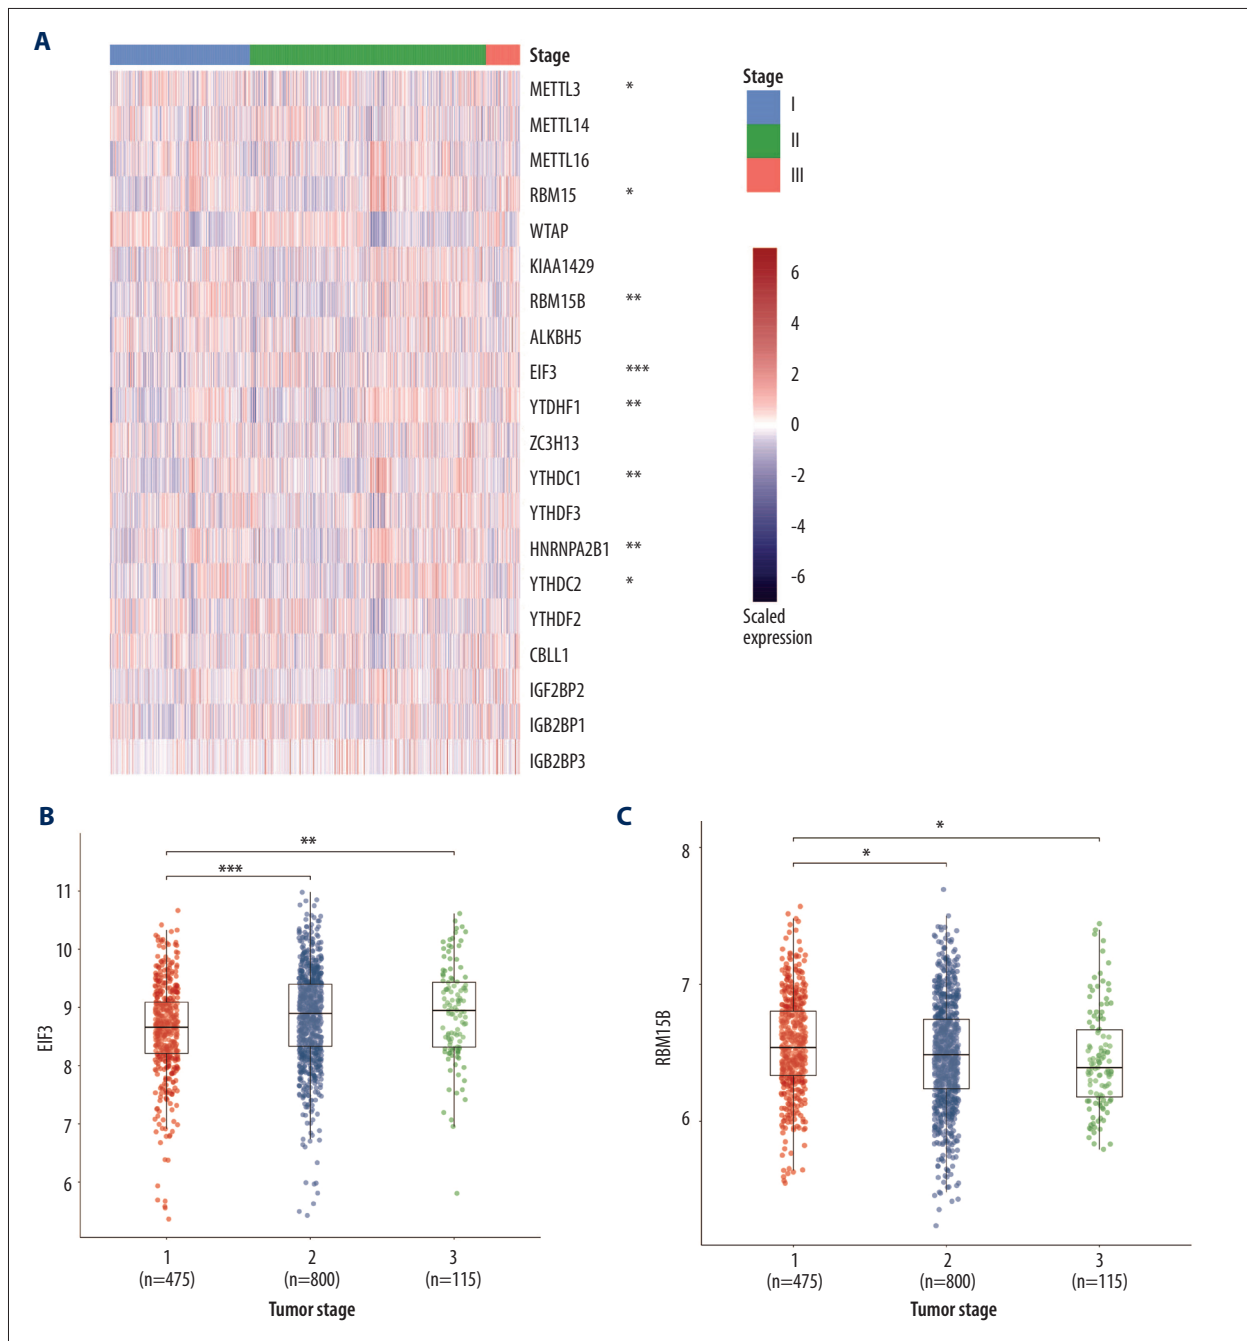 A
Stage
METTL3 *
METTL14
METTL16
RBM15 *
WTAP
KIAA1429
RBM15B **
ALKBH5
EIF3 ***
YTDHF1 **
ZC3H13
YTHDC1 **
YTHDF3
HNRNPA2B1 **
YTHDC2 *
YTHDF2
CBLL1
IGF2BP2
IGB2BP1
IGB2BP3
Stage
I
II
III
6
4
2
0
-2
-4
-6
Scaled
expression
B
**
***
11
10
9
8
7
6
EIF3
1 2 3
(n=475) (n=800) (n=115)
Tumor stage
C
*
*
8
7
6
RBM15B
1 2 3
(n=475) (n=800) (n=115)
Tumor stage